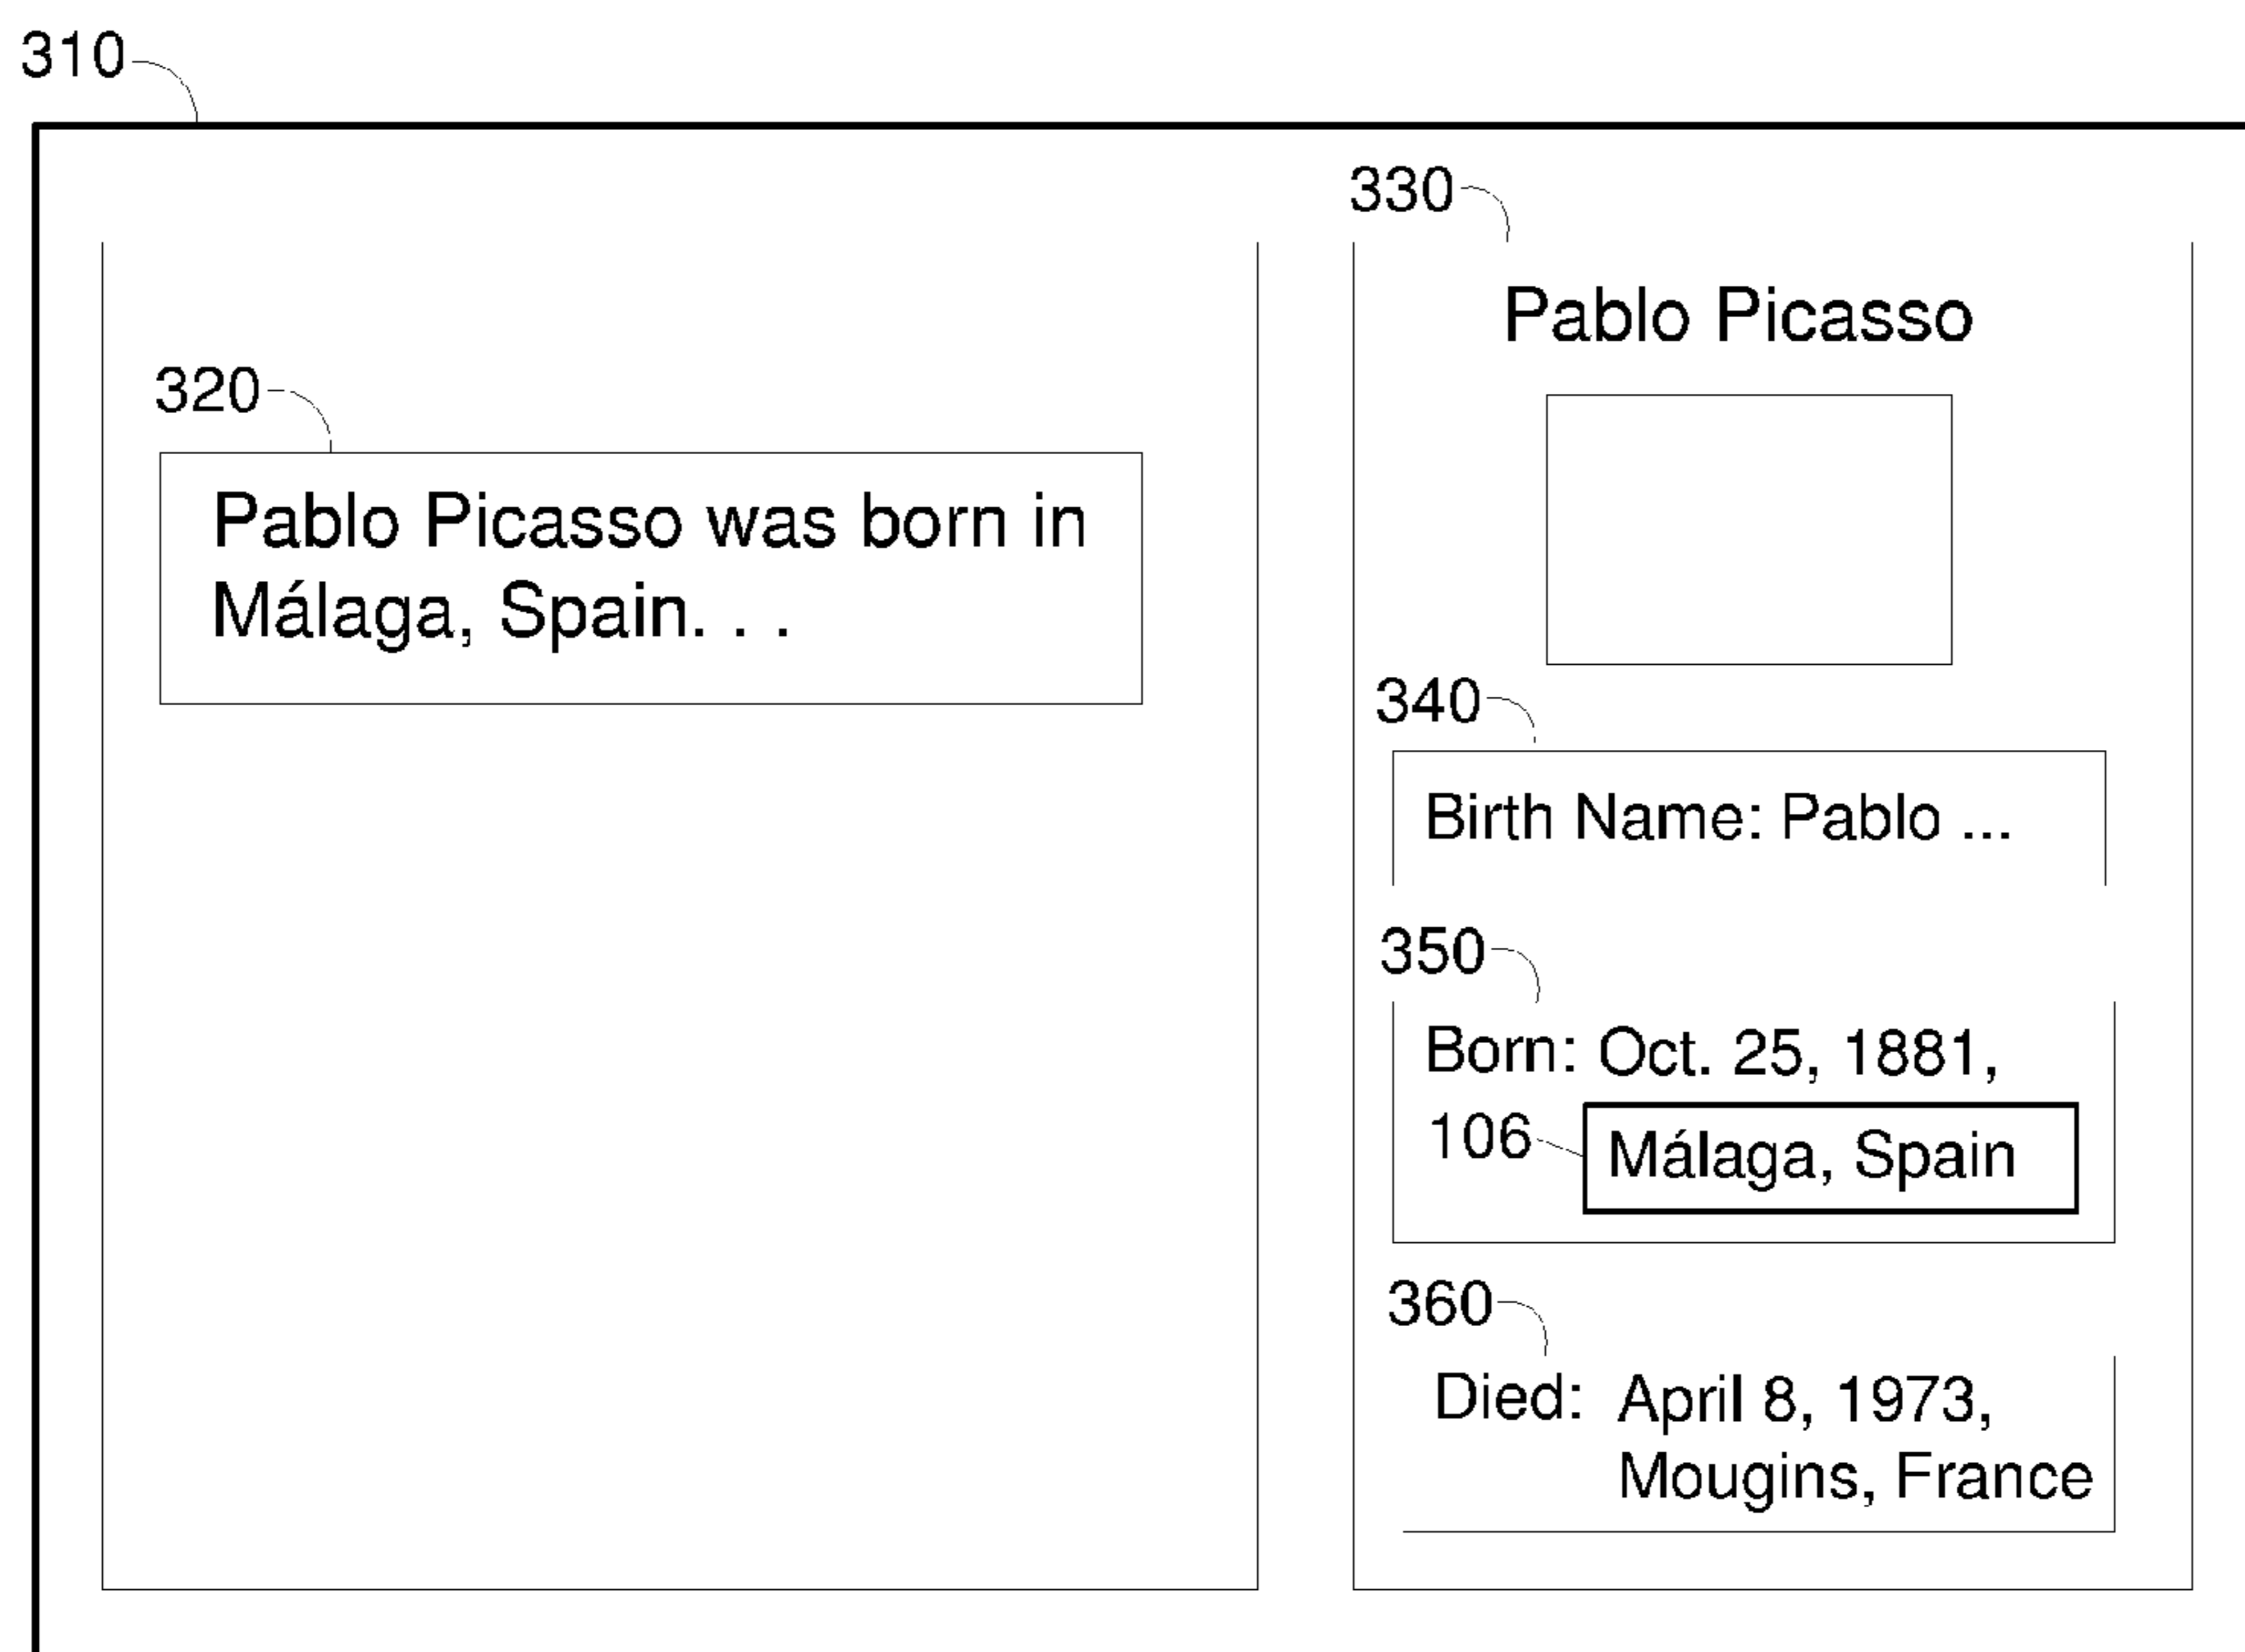 310
320
Pablo Picasso was born in
Málaga, Spain. . .
330
Pablo Picasso
340
Birth Name: Pablo ...
350
Born: Oct. 25, 1881,
106 Málaga, Spain
360
Died: April 8, 1973,
Mougins, France